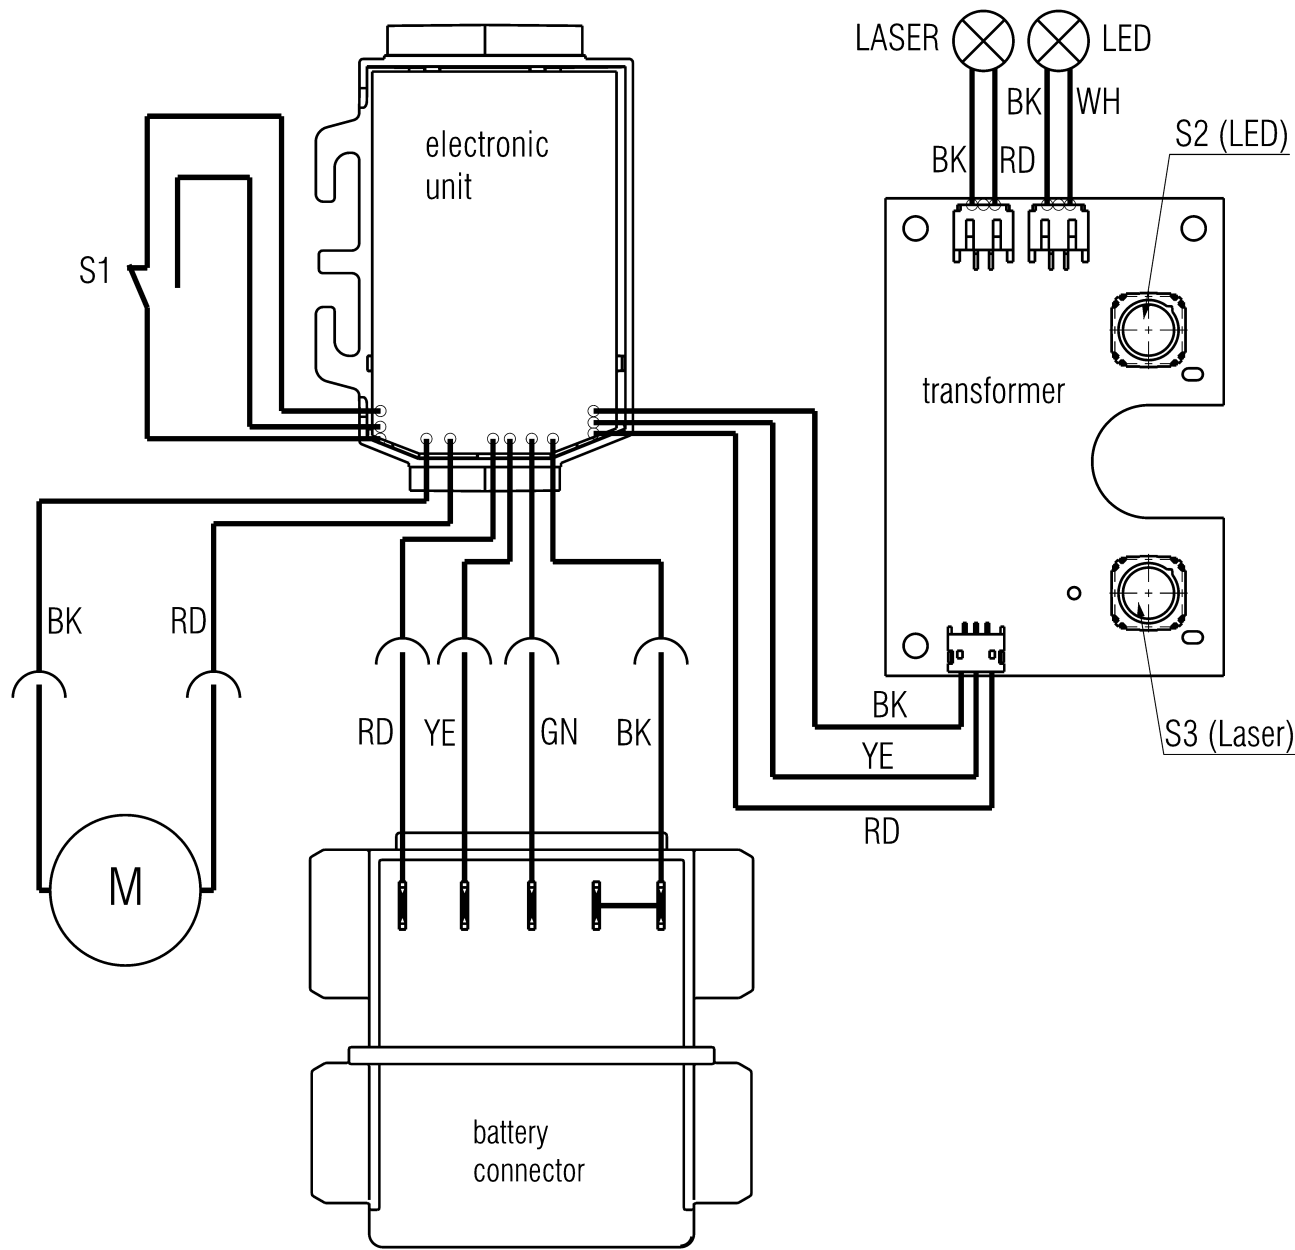 LASER
LED
BK
WH
S2 (LED)
electronic
unit
BK
RD
S1
transformer
BK
RD
BK
RD
YE
GN
BK
S3 (Laser)
YE
RD
M
battery
connector